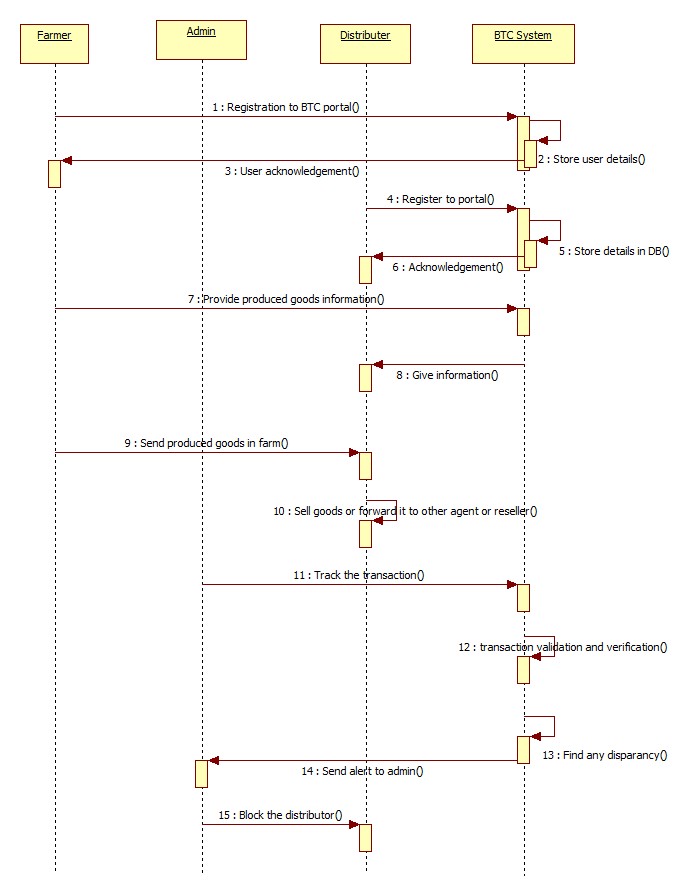 Farmer
Admin
Distributer
BTC System
1 : Registration to BTC portal()
2 : Store user details()
3 : User acknowledgement()
4 : Register to portal()
5 : Store details in DB()
6 : Acknowledgement()
7 : Provide produced goods information()
8 : Give information()
9 : Send produced goods in farm()
10 : Sell goods or forward it to other agent or reseller()
11 : Track the transaction()
12 : transaction validation and verification()
13 : Find any disparancy()
14 : Send alert to admin()
15 : Block the distributor()